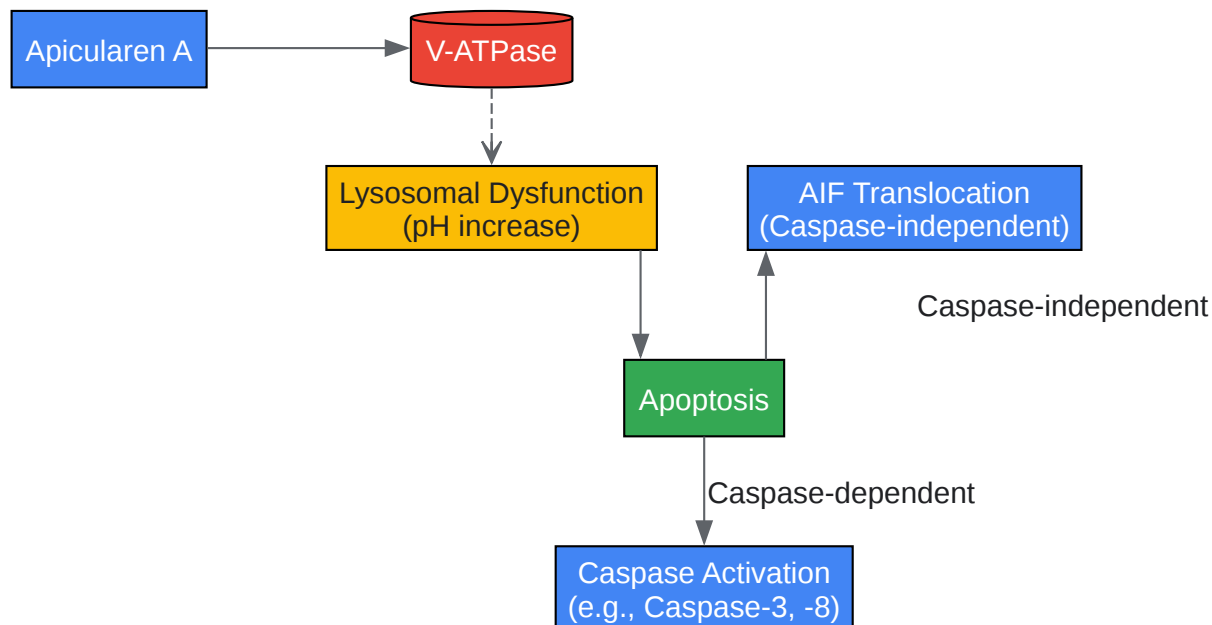 Apicularen A
V-ATPase
Lysosomal Dysfunction
(pH increase)
AIF Translocation
(Caspase-independent)
Caspase-independent
Apoptosis
Caspase-dependent
Caspase Activation
(e.g., Caspase-3, -8)